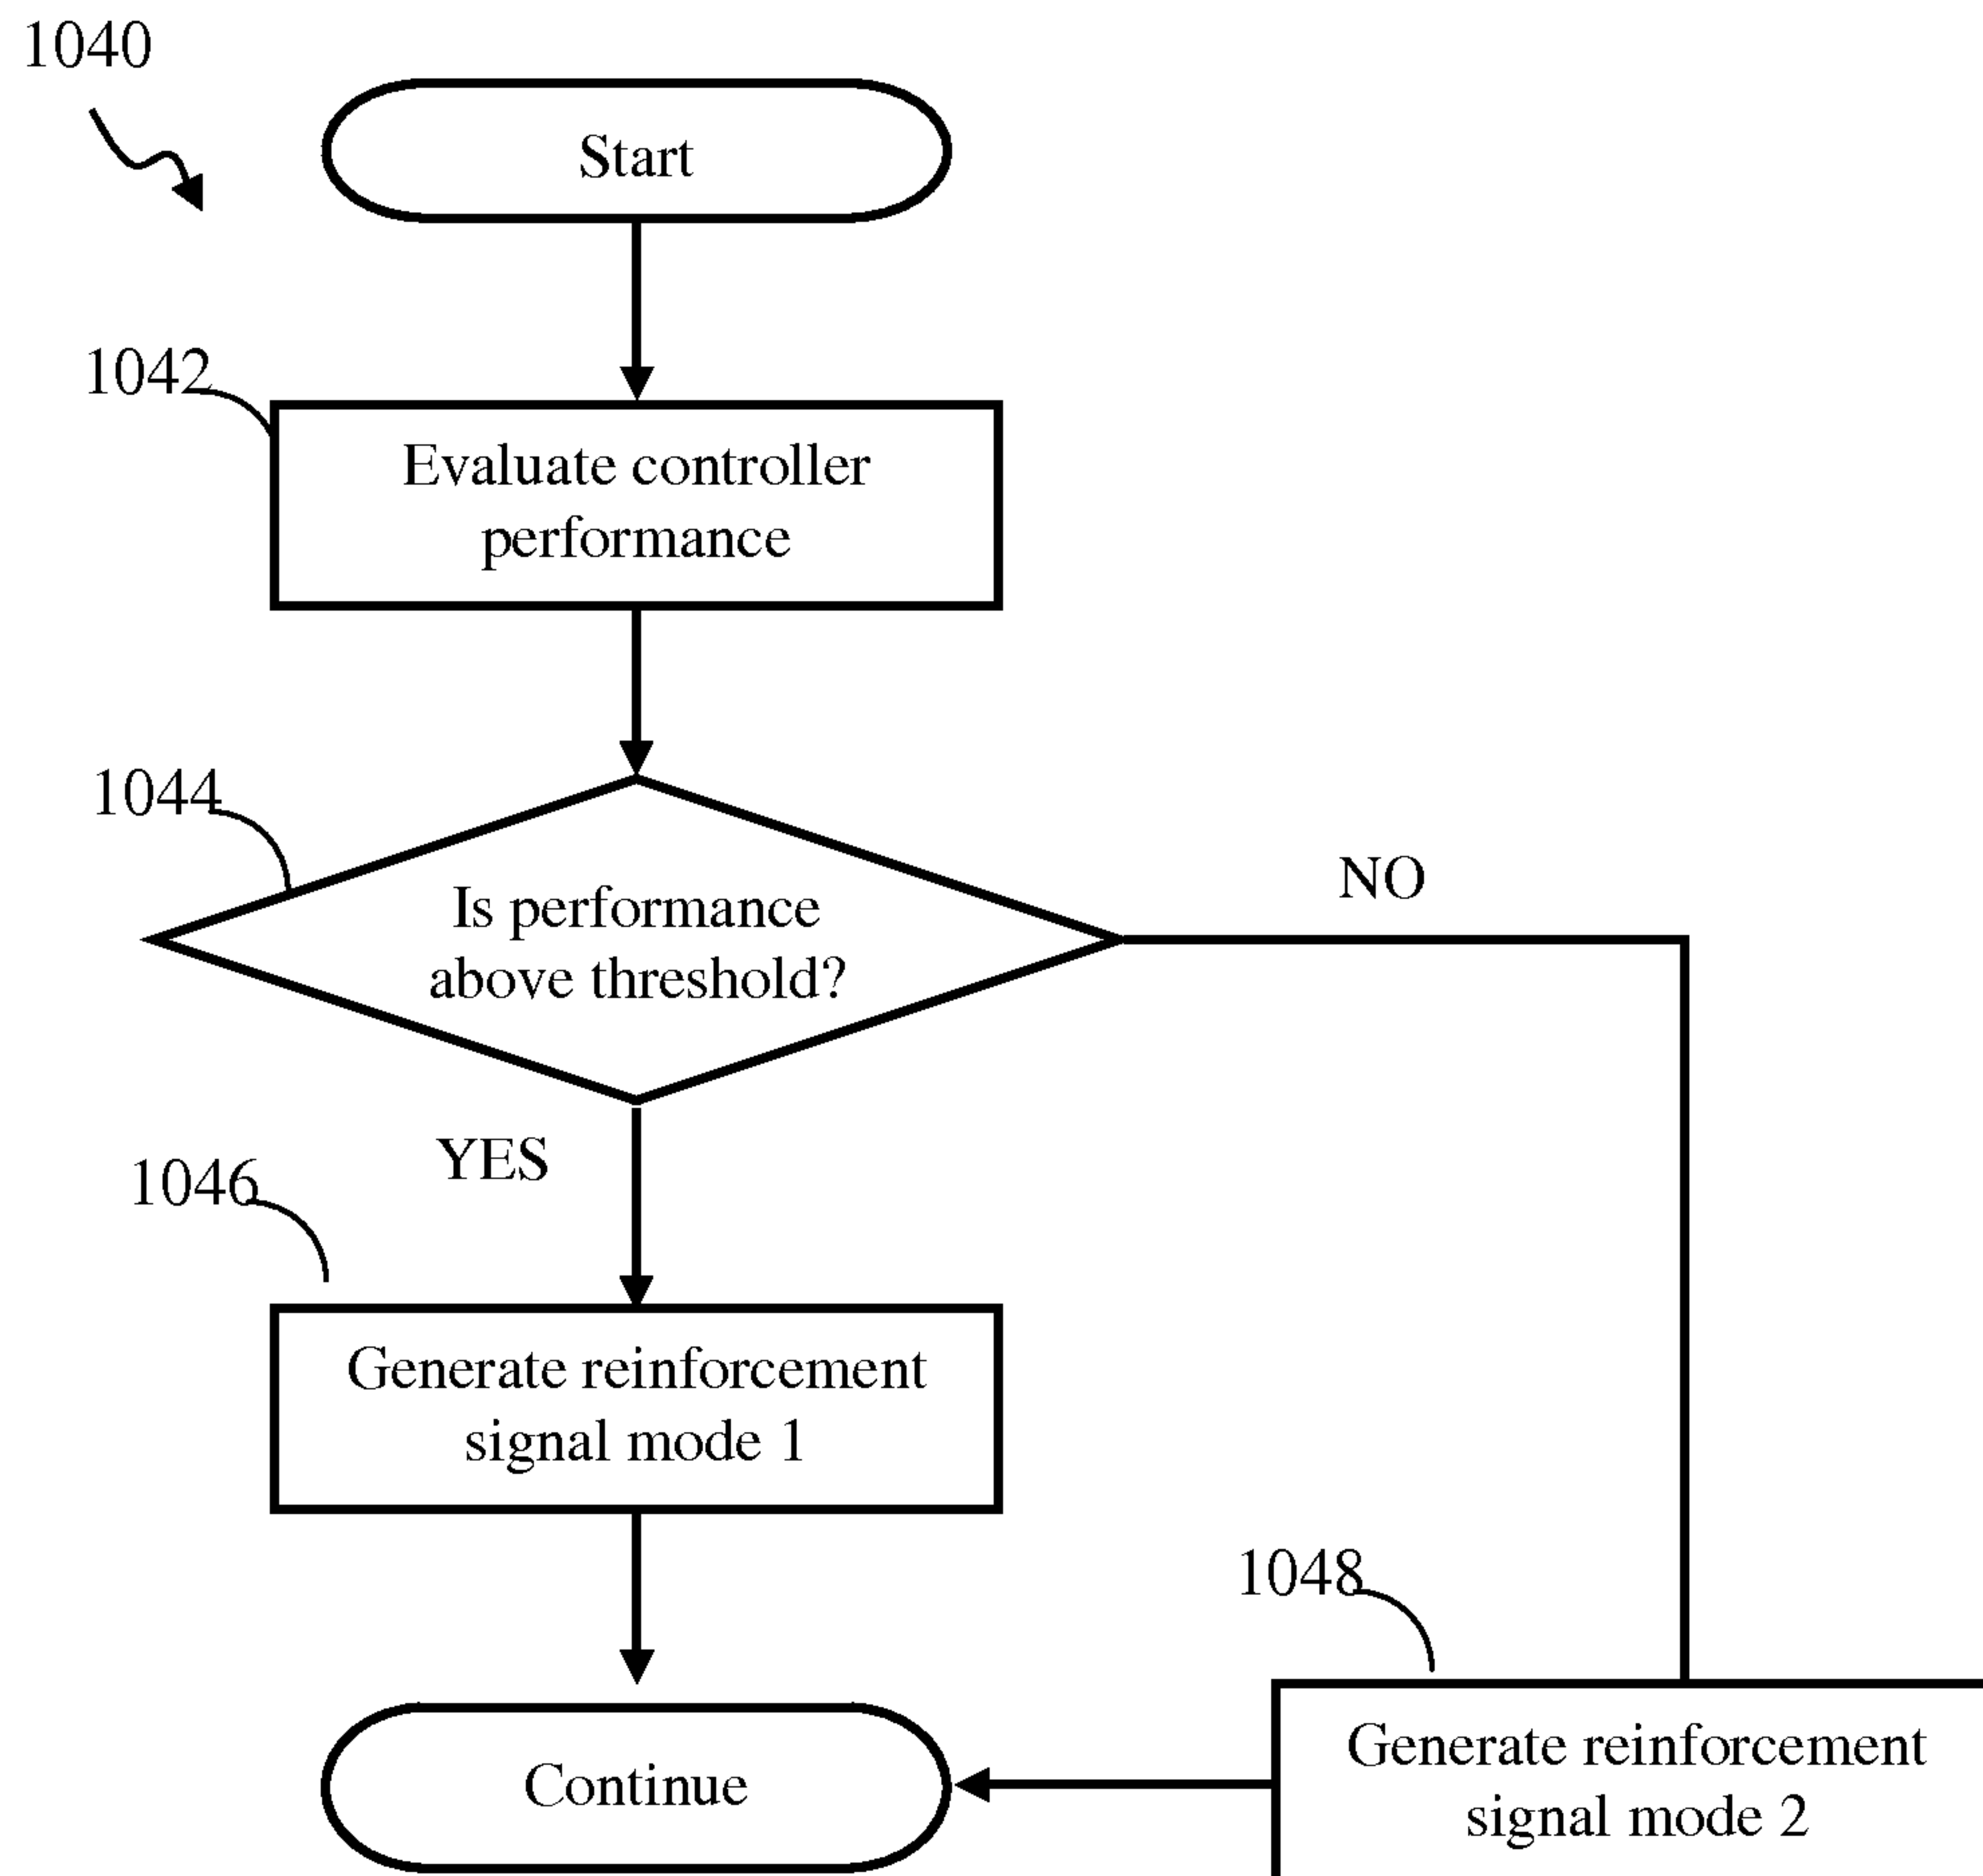 1040
Start
1042
Evaluate controller
performance
1044
Is performance
above threshold?
NO
YES
1046
Generate reinforcement
signal mode 1
1048
Generate reinforcement
signal mode 2
Continue